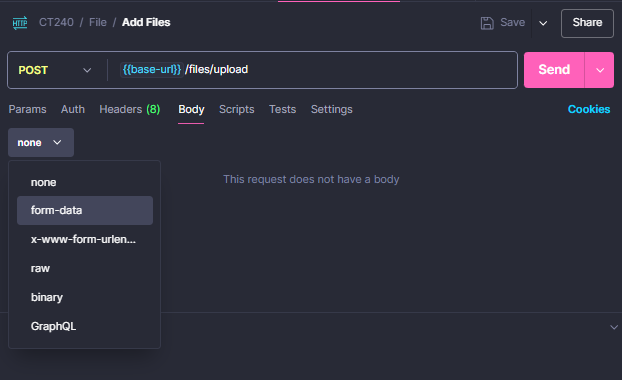 HTTP CT240 / File / Add Files Save Share
POST {{base-url}} /files/upload Send
Params Auth Headers (8) Body Scripts Tests Settings Cookies
none
This request does not have a body
none
form-data
x-www-form-urlen...
raw
binary
GraphQL